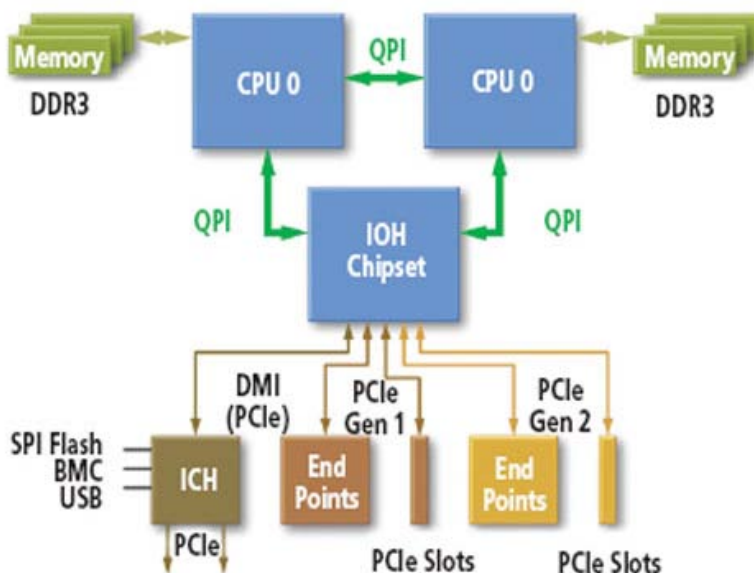 Memory
DDR3
CPU 0
QPI
CPU 0
Memory
DDR3
QPI
IOH
Chipset
QPI
DMI
(PCIe)
PCIe
Gen 1
PCIe
Gen 2
SPI Flash
BMC
USB
ICH
End
Points
End
Points
PCIe
PCIe Slots
PCIe Slots